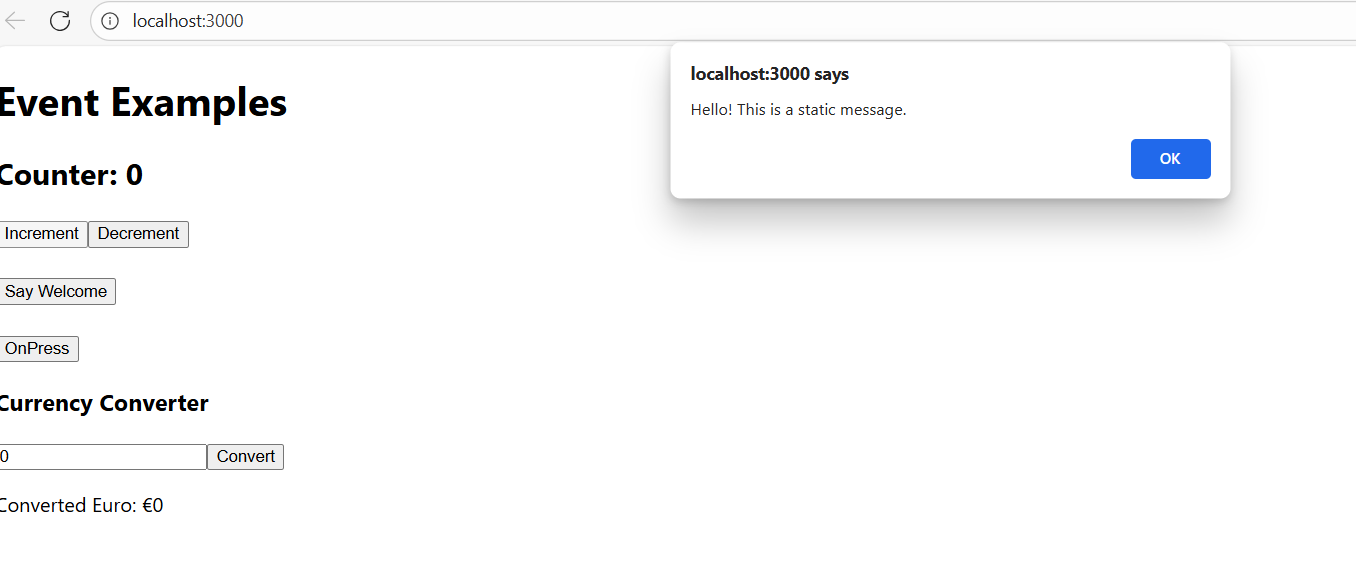 localhost:3000
localhost:3000 says
Hello! This is a static message.
OK
Event Examples
Counter: 0
Increment Decrement
Say Welcome
OnPress
Currency Converter
0 Convert
Converted Euro: €0